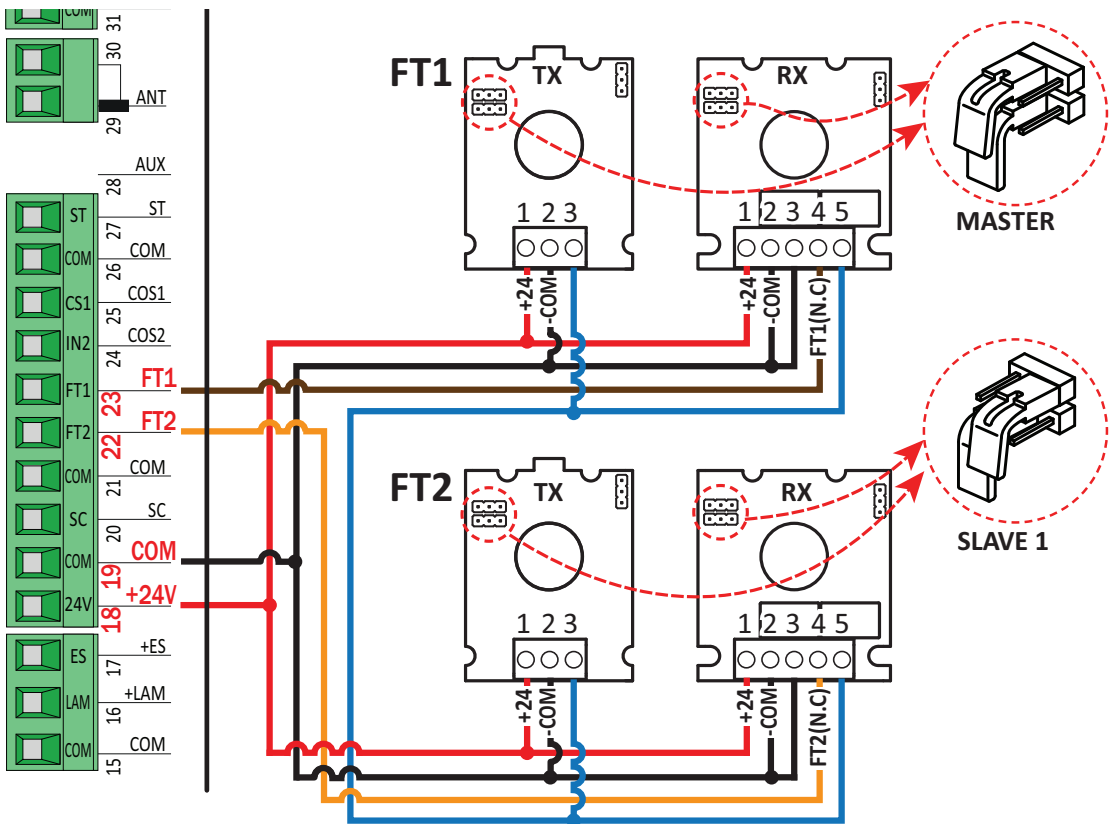 COM
31
30
ANT
29
AUX
28
ST
ST
27
COM
COM
26
CS1
COS1
25
IN2
COS2
24
FT1
FT1
23
FT2
FT2
22
COM
COM
21
SC
SC
20
COM
COM
19
24V
+24V
18
ES
+ES
17
LAM
+LAM
16
COM
COM
15
FT1
TX
1 2 3
+24
-COM
RX
1 2 3 4 5
+24
-COM
FT1(N.C)
MASTER
FT2
TX
1 2 3
+24
-COM
RX
1 2 3 4 5
+24
-COM
FT2(N.C)
SLAVE 1